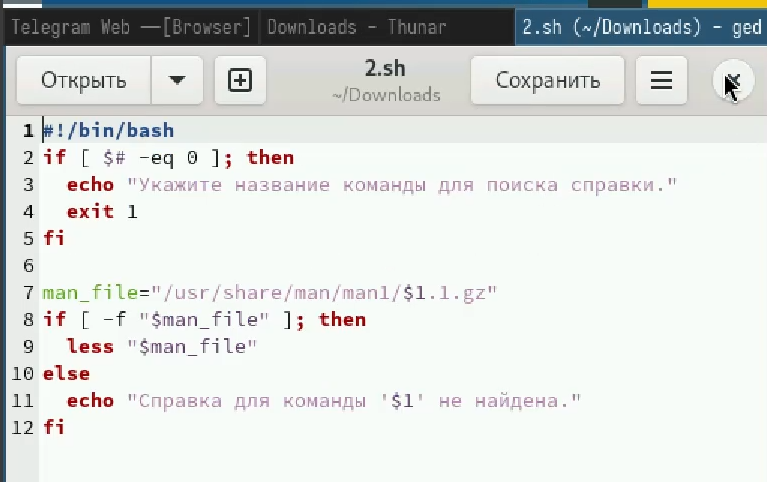 Telegram Web —[Browser] Downloads - Thunar 2.sh (~/Downloads) - ged
Открыть 2.sh Сохранить
~/Downloads
1 #!/bin/bash
2 if [ $# -eq 0 ]; then
3   echo "Укажите название команды для поиска справки."
4   exit 1
5 fi
6
7 man_file="/usr/share/man/man1/$1.1.gz"
8 if [ -f "$man_file" ]; then
9   less "$man_file"
10 else
11   echo "Справка для команды '$1' не найдена."
12 fi